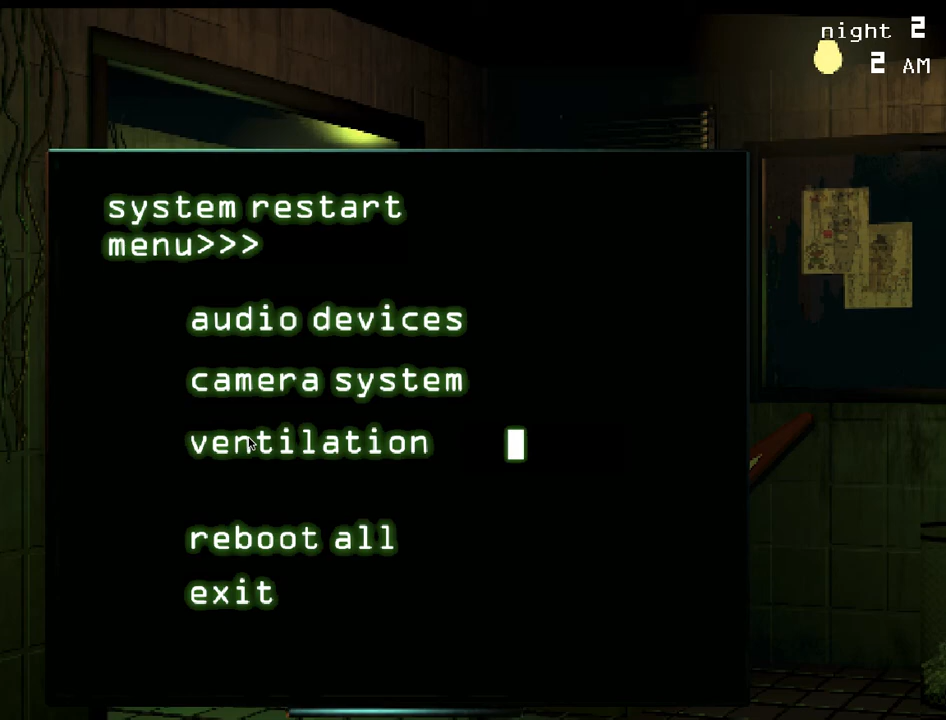 night 2
2 AM
system restart
menu>>>
audio devices
camera system
ventilation
reboot all
exit